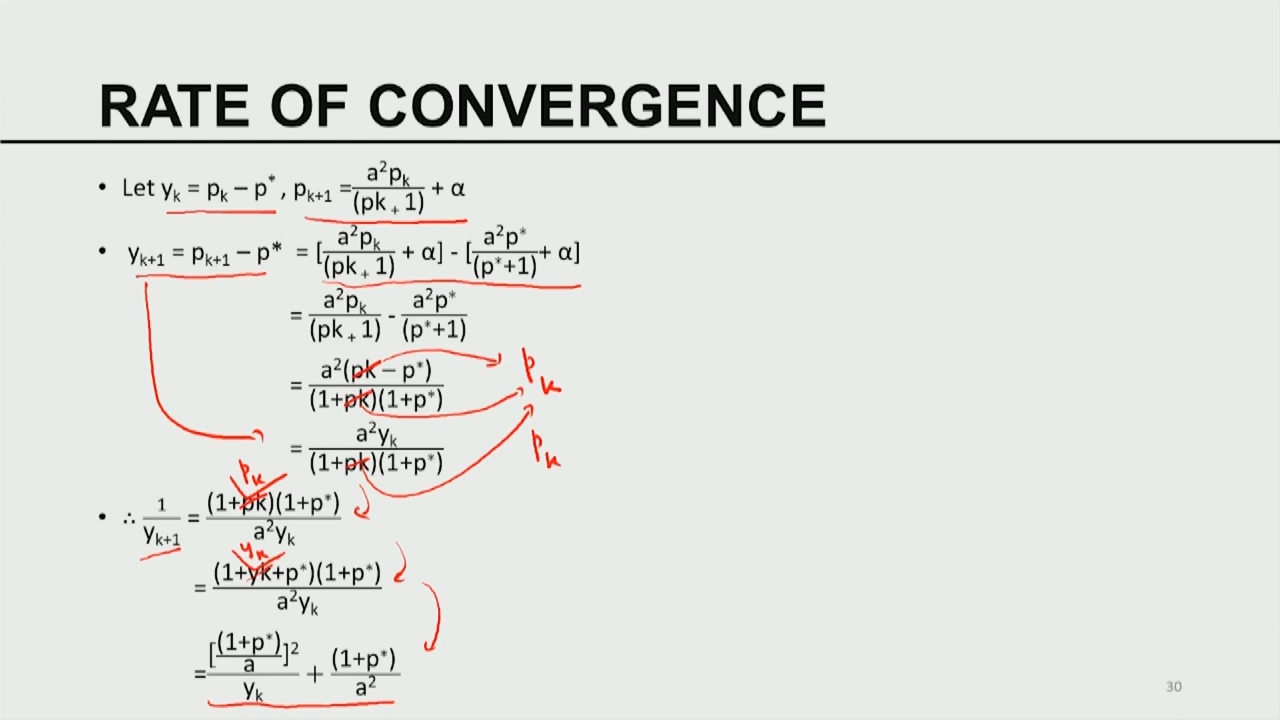 RATE OF CONVERGENCE
• Let yₖ = pₖ – p* , pₖ₊₁ = a²pₖ/(pk ₊ 1) + α
• yₖ₊₁ = pₖ₊₁ – p* = [a²pₖ/(pk ₊ 1) + α] - [a²p*/(p*+1) + α]
= a²pₖ/(pk ₊ 1) - a²p*/(p*+1)
= a²(pk – p*)/(1+pk)(1+p*) pₖ
= a²yₖ/(1+pk)(1+p*) pₖ
pₖ
• ∴ 1/yₖ₊₁ = (1+pk)(1+p*)/a²yₖ
yₖ
= (1+yk+p*)(1+p*)/a²yₖ
= [(1+p*)/a]²/yₖ + (1+p*)/a²
30